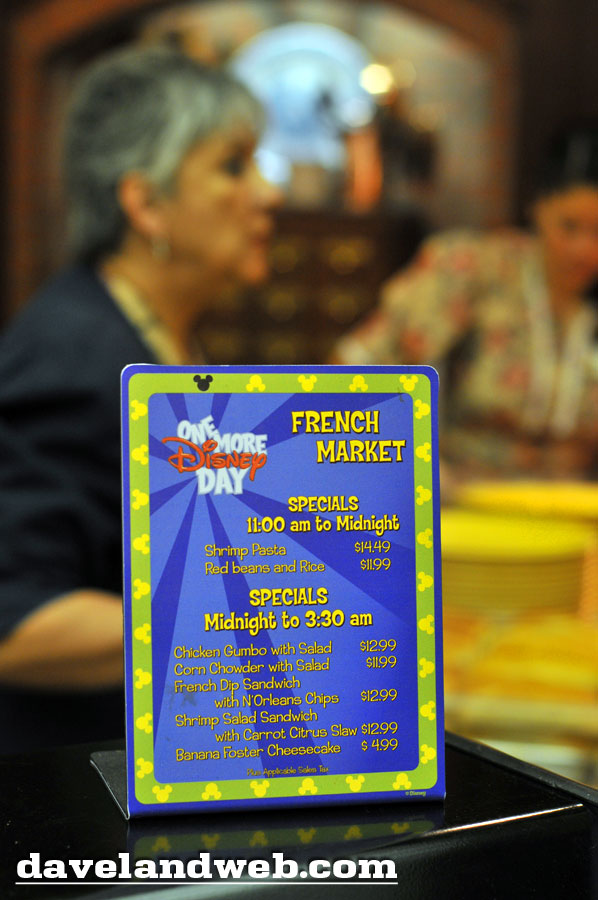 ONE
MORE
Disney
DAY
FRENCH
MARKET
SPECIALS
11:00 am to Midnight
Shrimp Pasta $14.49
Red beans and Rice $11.99
SPECIALS
Midnight to 3:30 am
Chicken Gumbo with Salad $12.99
Corn Chowder with Salad $11.99
French Dip Sandwich
with N'Orleans Chips $12.99
Shrimp Salad Sandwich
with Carrot Citrus Slaw $12.99
Banana Foster Cheesecake $ 4.99
Plus Applicable Sales Tax
© Disney
davelandweb.com